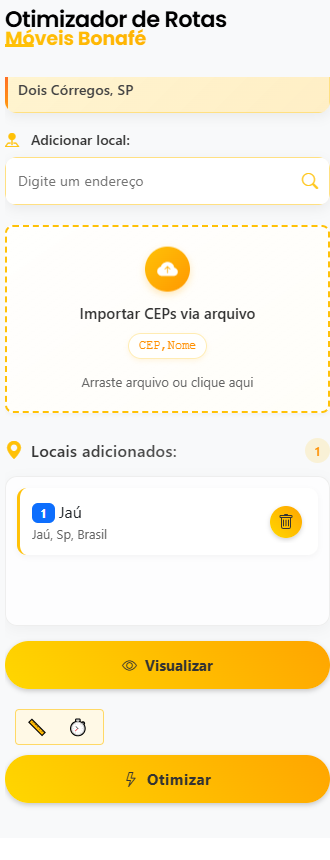 Otimizador de Rotas
Móveis Bonafé
Dois Córregos, SP
Adicionar local:
Digite um endereço
Importar CEPs via arquivo
CEP,Nome
Arraste arquivo ou clique aqui
Locais adicionados: 1
1 Jaú
Jaú, Sp, Brasil
Visualizar
Otimizar